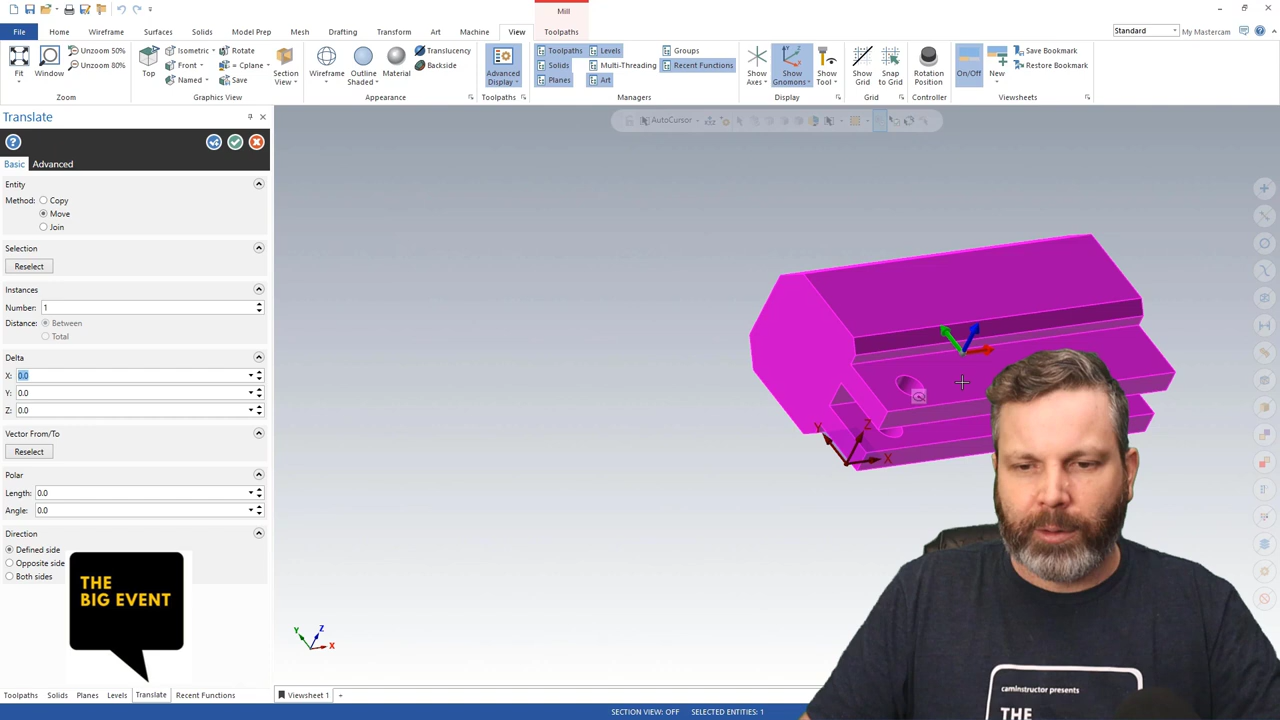 Mill
File Home Wireframe Surfaces Solids Model Prep Mesh Drafting Transform Art Machine View Toolpaths
Standard My Mastercam
Unzoom 50%
Unzoom 80%
Fit Window
Zoom
Top
Isometric Rotate
Front = Cplane
Named Save
Section View
Graphics View
Wireframe Outline Shaded Material
Translucency
Backside
Appearance
Advanced Display
Toolpaths
Toolpaths Levels Groups
Solids Multi-Threading Recent Functions
Planes Art
Managers
Show Axes Show Gnomons Show Tool
Display
Show Grid Snap to Grid
Grid
Rotation Position
Controller
On/Off New
Save Bookmark
Restore Bookmark
Viewsheets
AutoCursor
Translate
Basic Advanced
Entity
Method: Copy
Move
Join
Selection
Reselect
Instances
Number: 1
Distance: Between
Total
Delta
X: 0.0
Y: 0.0
Z: 0.0
Vector From/To
Reselect
Polar
Length: 0.0
Angle: 0.0
Direction
Defined side
Opposite side
Both sides
THE
BIG EVENT
Y Z X
Y Z X
caminstructor presents
THE
Toolpaths Solids Planes Levels Translate Recent Functions
Viewsheet 1 +
SECTION VIEW: OFF SELECTED ENTITIES: 1